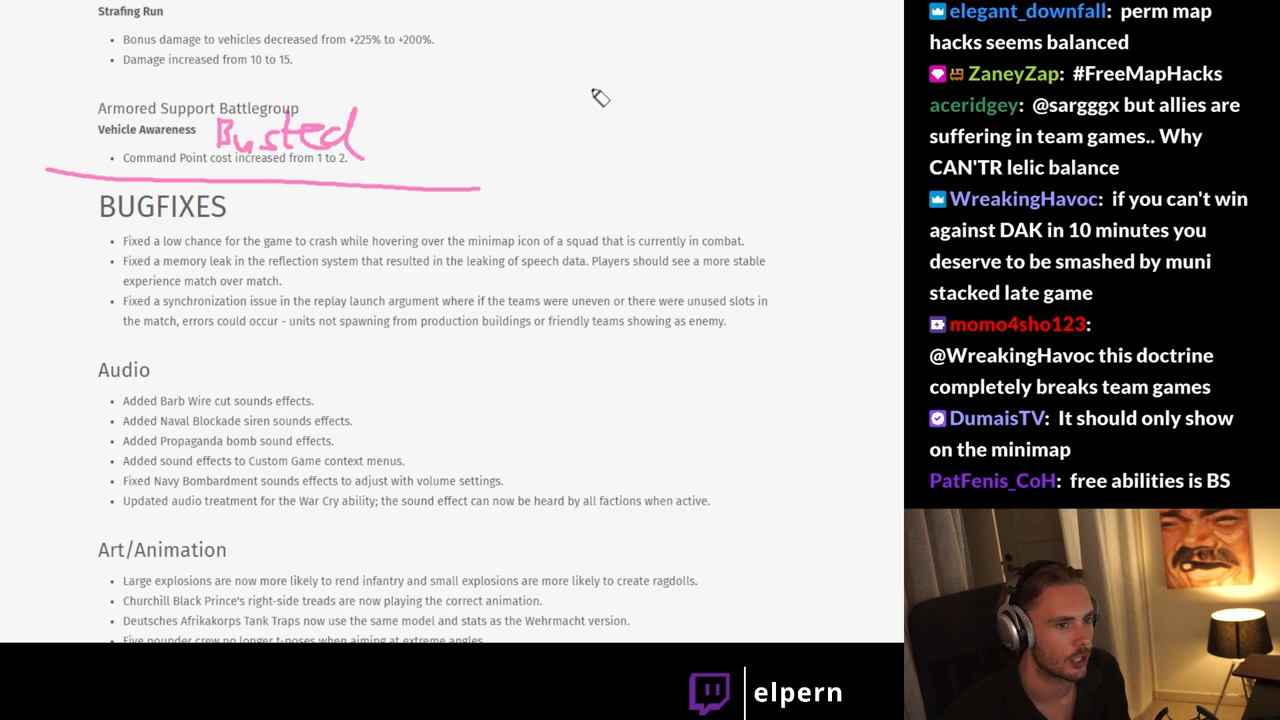 Strafing Run
• Bonus damage to vehicles decreased from +225% to +200%.
• Damage increased from 10 to 15.
Armored Support Battlegroup
Vehicle Awareness
Busted
• Command Point cost increased from 1 to 2.
BUGFIXES
• Fixed a low chance for the game to crash while hovering over the minimap icon of a squad that is currently in combat.
• Fixed a memory leak in the reflection system that resulted in the leaking of speech data. Players should see a more stable
experience match over match.
• Fixed a synchronization issue in the replay launch argument where if the teams were uneven or there were unused slots in
the match, errors could occur - units not spawning from production buildings or friendly teams showing as enemy.
Audio
• Added Barb Wire cut sounds effects.
• Added Naval Blockade siren sounds effects.
• Added Propaganda bomb sound effects.
• Added sound effects to Custom Game context menus.
• Fixed Navy Bombardment sounds effects to adjust with volume settings.
• Updated audio treatment for the War Cry ability; the sound effect can now be heard by all factions when active.
Art/Animation
• Large explosions are now more likely to rend infantry and small explosions are more likely to create ragdolls.
• Churchill Black Prince's right-side treads are now playing the correct animation.
• Deutsches Afrikakorps Tank Traps now use the same model and stats as the Wehrmacht version.
• Five pounder crew no longer t-poses when aiming at extreme angles.
elegant_downfall: perm map
hacks seems balanced
ZaneyZap: #FreeMapHacks
aceridgey: @sargggx but allies are
suffering in team games.. Why
CAN'TR lelic balance
WreakingHavoc: if you can't win
against DAK in 10 minutes you
deserve to be smashed by muni
stacked late game
momo4sho123:
@WreakingHavoc this doctrine
completely breaks team games
DumaisTV: It should only show
on the minimap
PatFenis_CoH: free abilities is BS
elpern